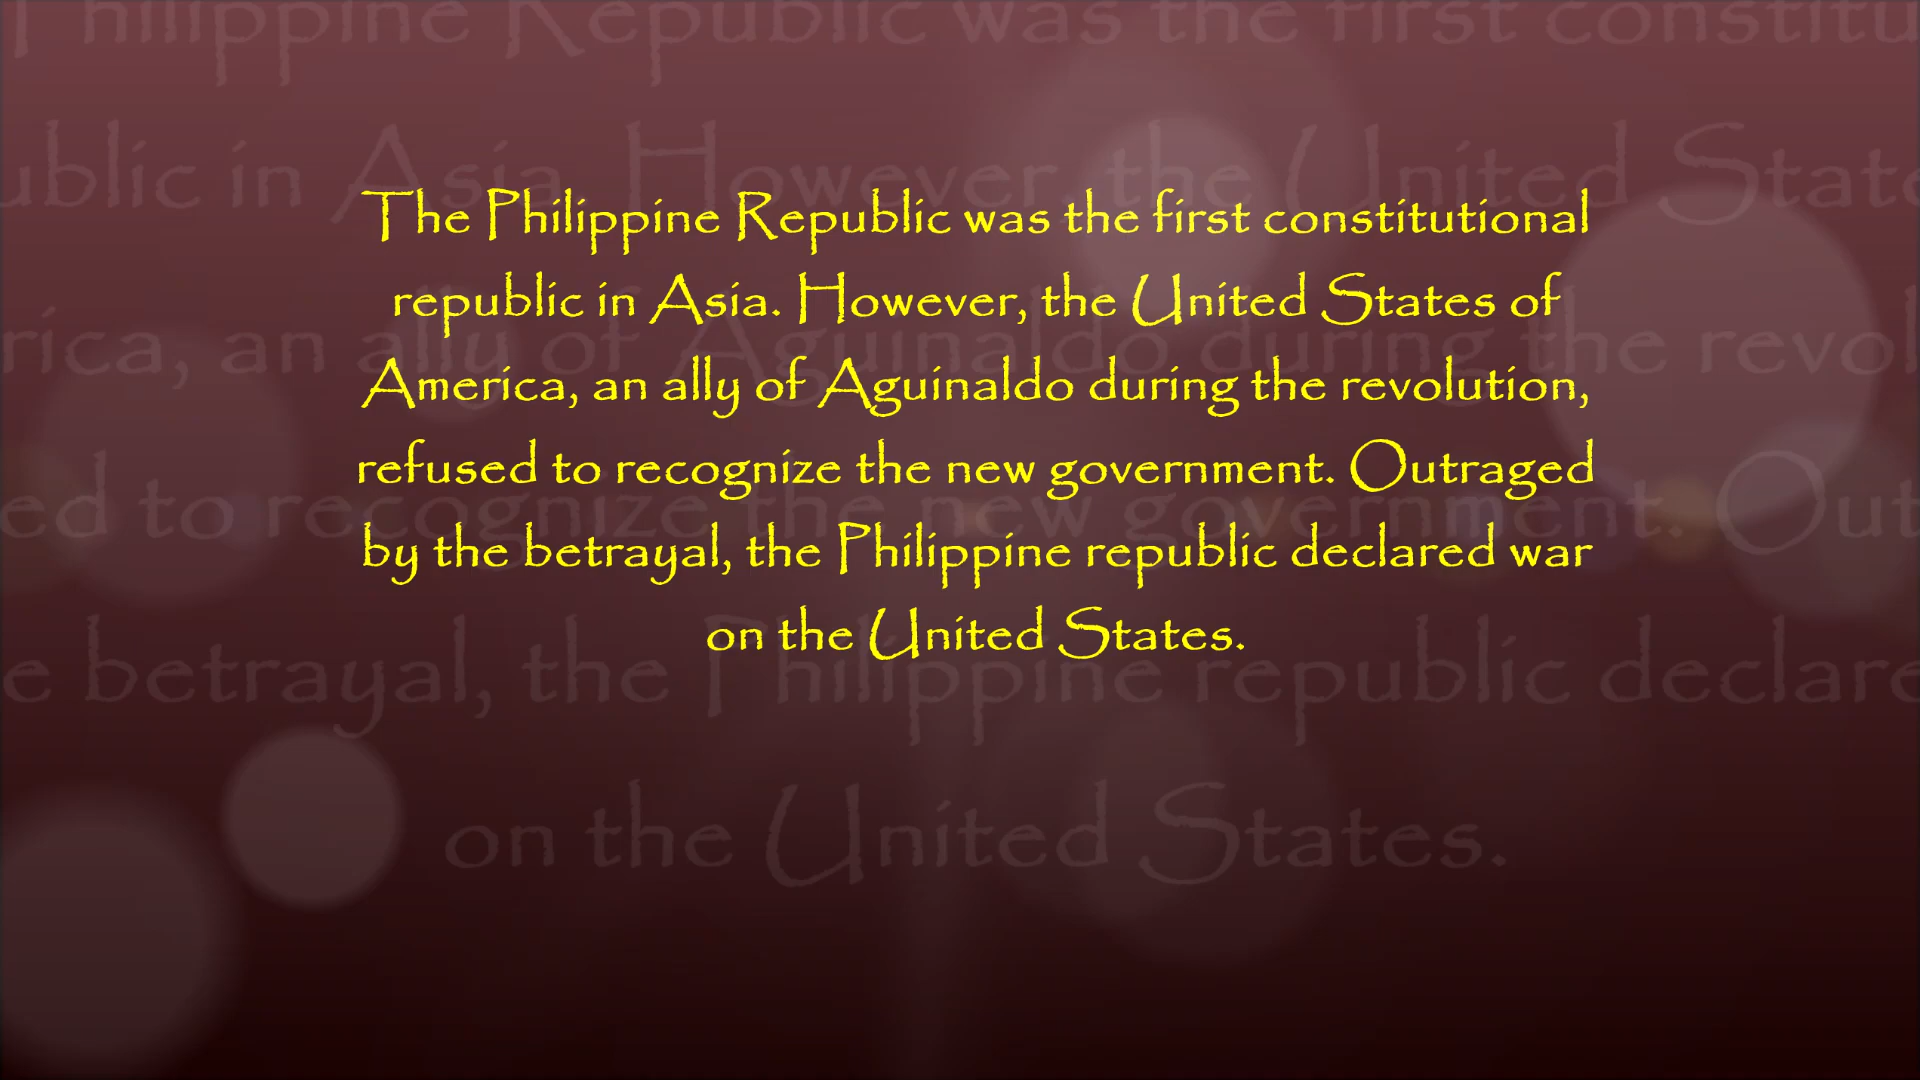 The Philippine Republic was the first constitutional
republic in Asia. However, the United States of
America, an ally of Aguinaldo during the revolution,
refused to recognize the new government. Outraged
by the betrayal, the Philippine republic declared war
on the United States.